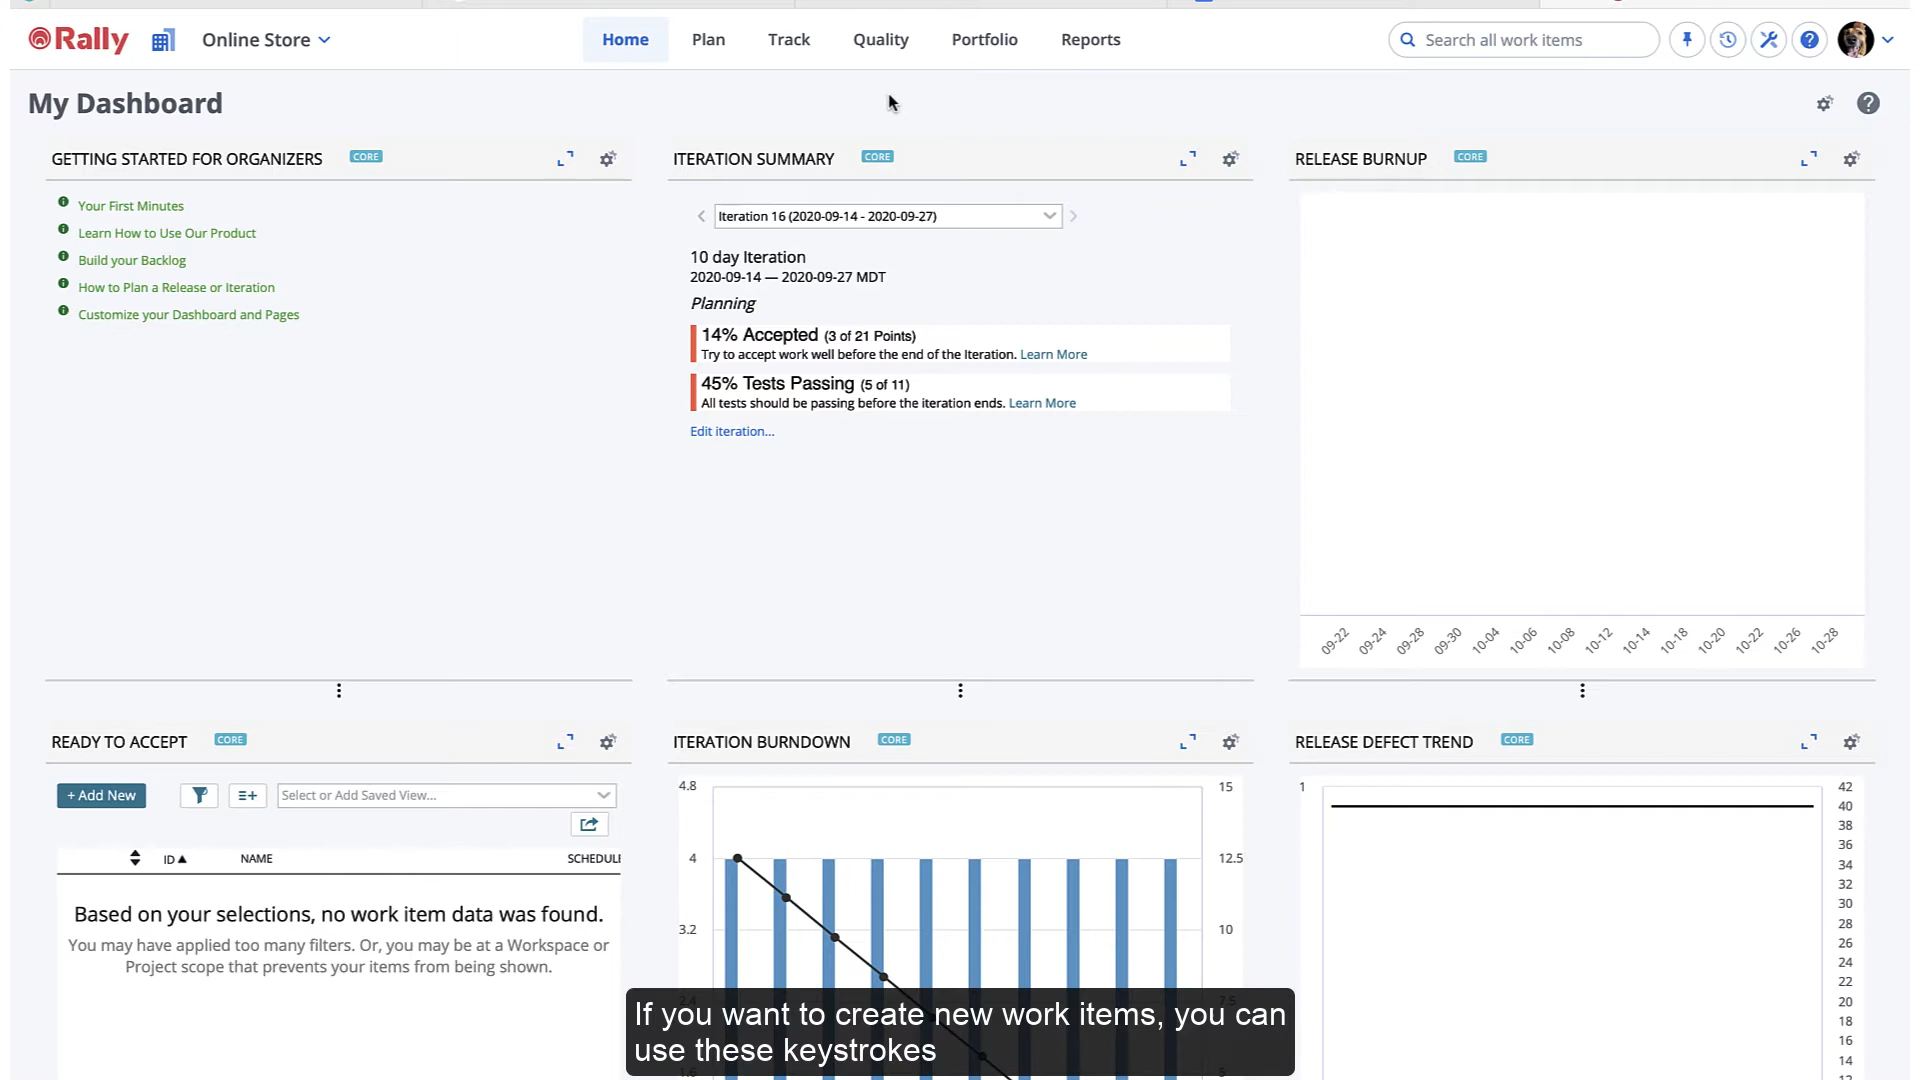 Rally
Online Store
Home
Plan
Track
Quality
Portfolio
Reports
Search all work items
My Dashboard
GETTING STARTED FOR ORGANIZERS CORE
Your First Minutes
Learn How to Use Our Product
Build your Backlog
How to Plan a Release or Iteration
Customize your Dashboard and Pages
ITERATION SUMMARY CORE
Iteration 16 (2020-09-14 - 2020-09-27)
10 day Iteration
2020-09-14 — 2020-09-27 MDT
Planning
14% Accepted (3 of 21 Points)
Try to accept work well before the end of the Iteration. Learn More
45% Tests Passing (5 of 11)
All tests should be passing before the iteration ends. Learn More
Edit iteration...
RELEASE BURNUP CORE
09-22 09-24 09-28 09-30 10-04 10-06 10-08 10-12 10-14 10-18 10-20 10-22 10-26 10-28
READY TO ACCEPT CORE
+ Add New
Select or Add Saved View...
ID NAME SCHEDUL
Based on your selections, no work item data was found.
You may have applied too many filters. Or, you may be at a Workspace or
Project scope that prevents your items from being shown.
ITERATION BURNDOWN CORE
4.8 15
4 12.5
3.2 10
2.4 7.5
1.6 5
RELEASE DEFECT TREND CORE
1 42
40
38
36
34
32
30
28
26
24
22
20
18
16
14
If you want to create new work items, you can
use these keystrokes